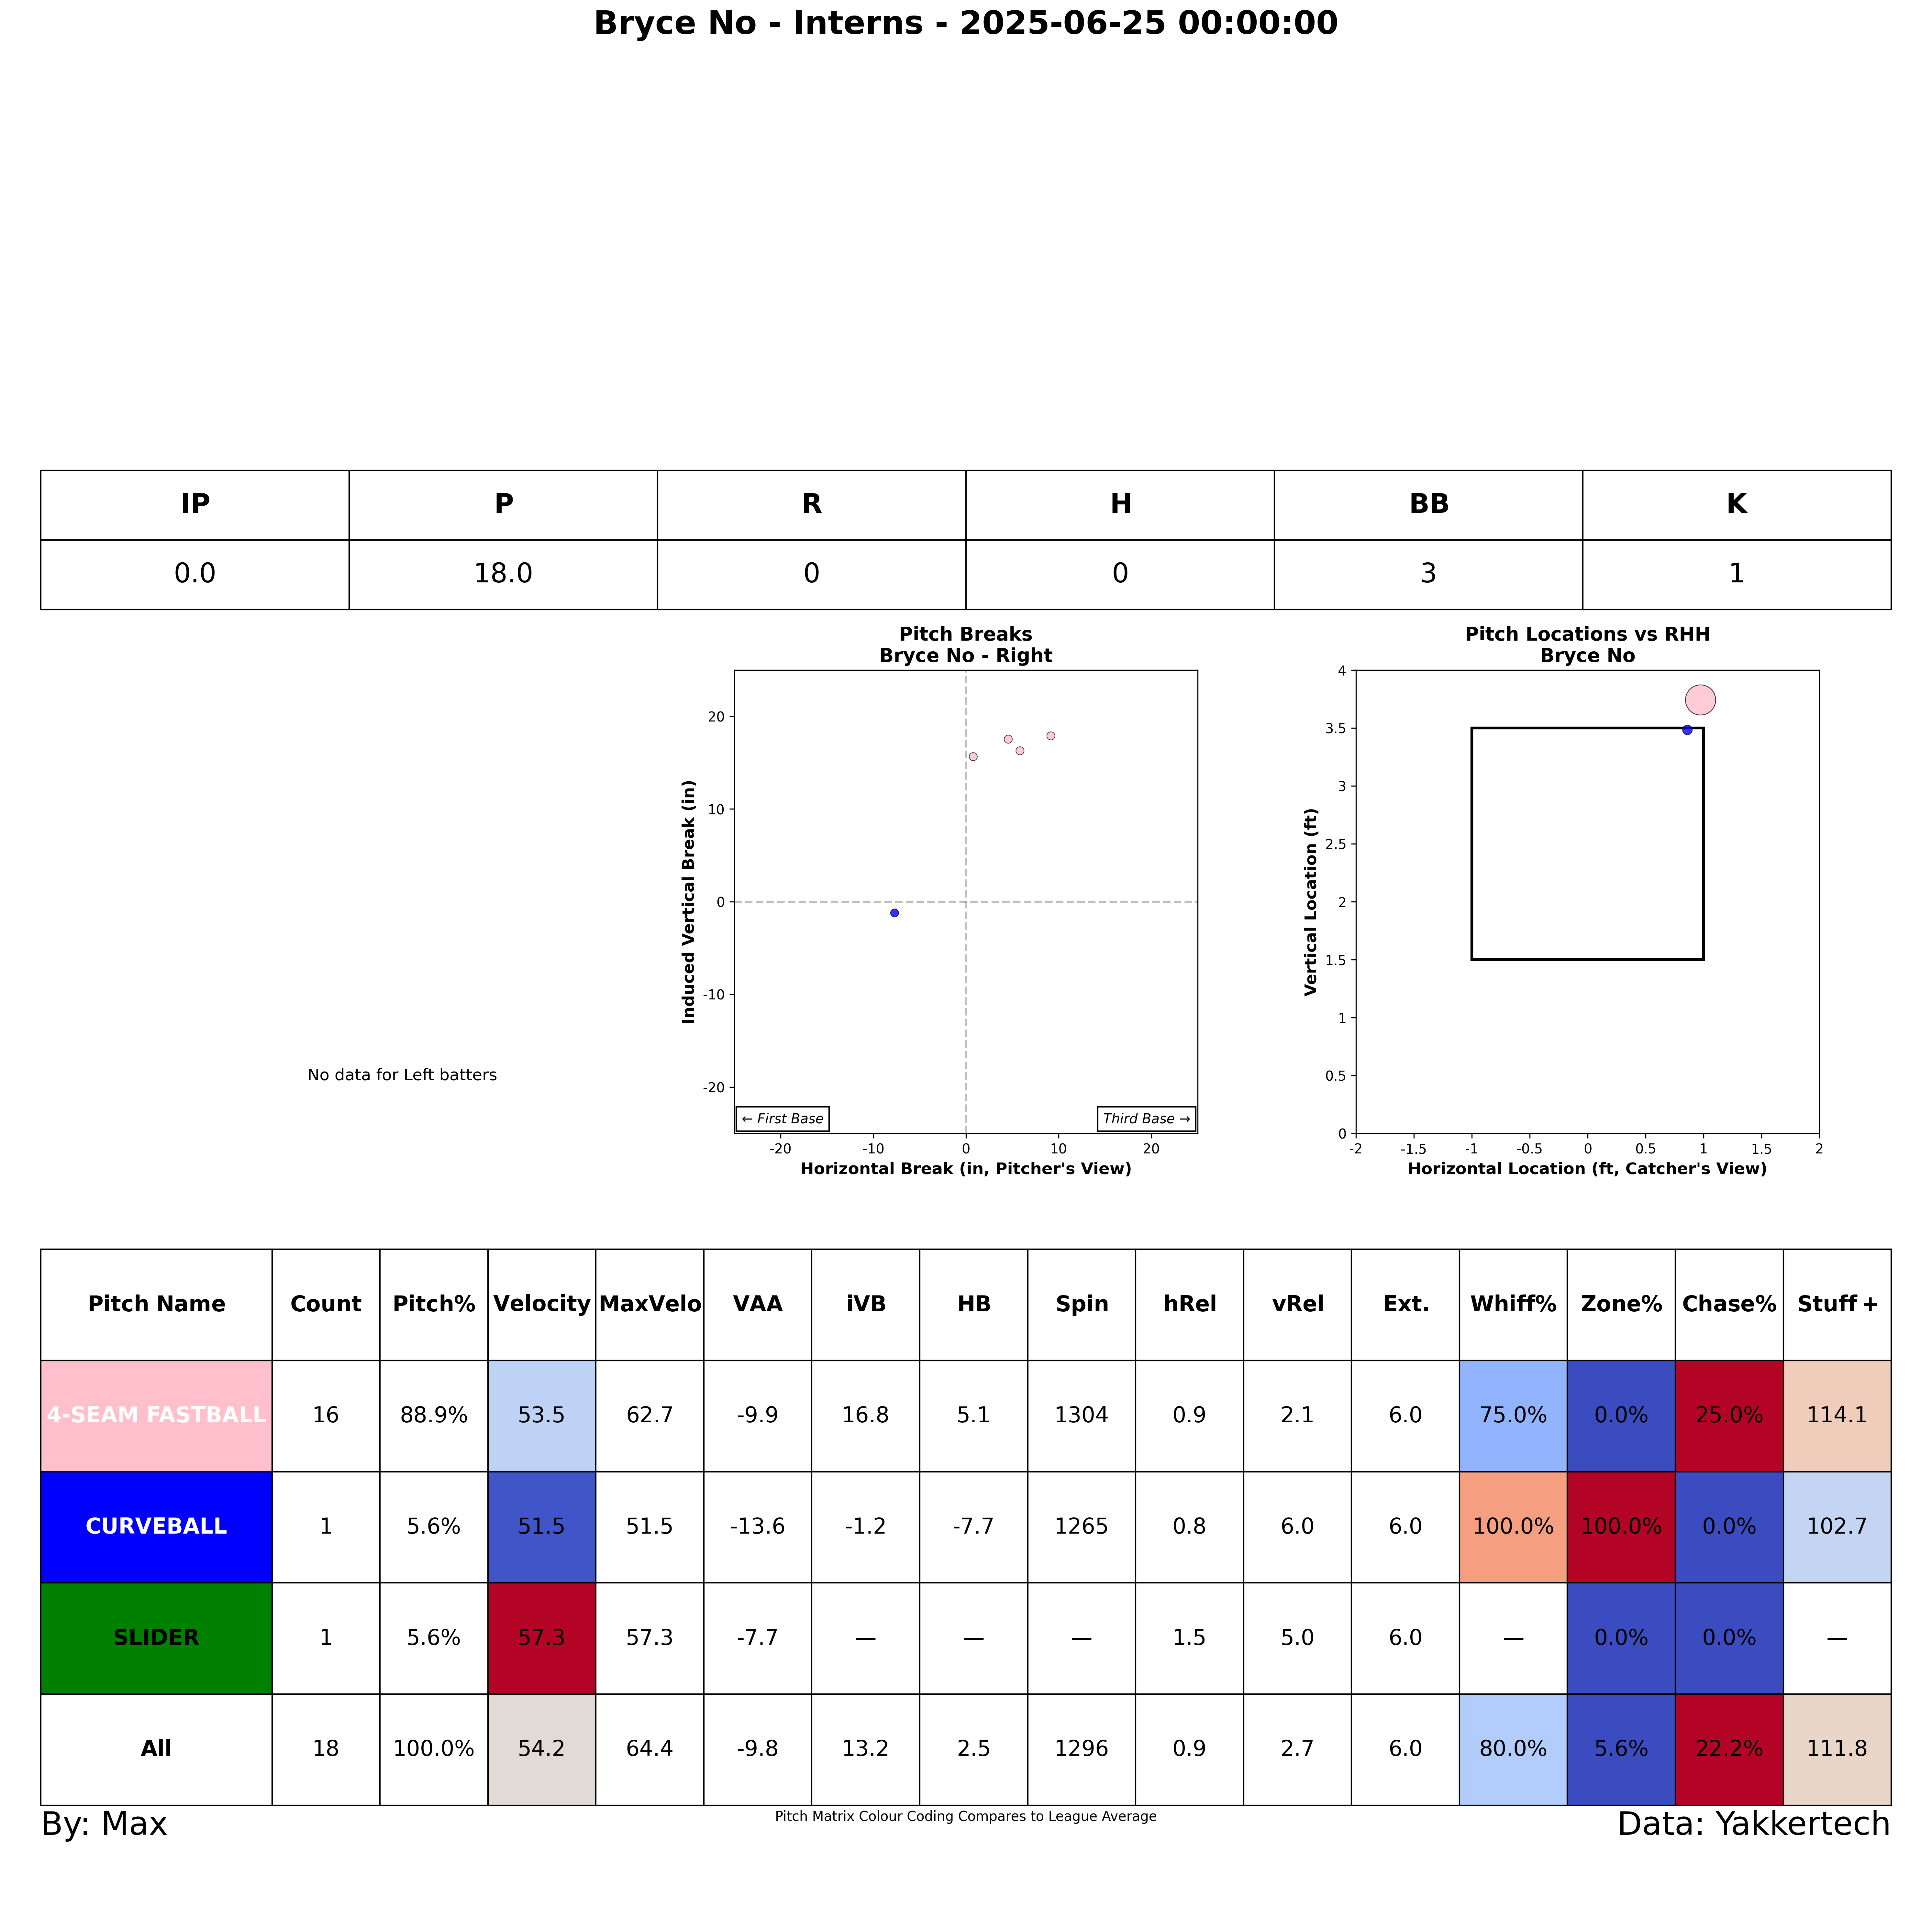 Bryce No - Interns - 2025-06-25 00:00:00
IP P R H BB K
0.0 18.0 0 0 3 1
No data for Left batters
Pitch Breaks
Bryce No - Right
Induced Vertical Break (in)
20
10
0
-10
-20
← First Base
Third Base →
-20 -10 0 10 20
Horizontal Break (in, Pitcher's View)
Pitch Locations vs RHH
Bryce No
Vertical Location (ft)
4
3.5
3
2.5
2
1.5
1
0.5
0
-2 -1.5 -1 -0.5 0 0.5 1 1.5 2
Horizontal Location (ft, Catcher's View)
Pitch Name Count Pitch% Velocity MaxVelo VAA iVB HB Spin hRel vRel Ext. Whiff% Zone% Chase% Stuff+
4-SEAM FASTBALL 16 88.9% 53.5 62.7 -9.9 16.8 5.1 1304 0.9 2.1 6.0 75.0% 0.0% 25.0% 114.1
CURVEBALL 1 5.6% 51.5 51.5 -13.6 -1.2 -7.7 1265 0.8 6.0 6.0 100.0% 100.0% 0.0% 102.7
SLIDER 1 5.6% 57.3 57.3 -7.7 — — — 1.5 5.0 6.0 — 0.0% 0.0% —
All 18 100.0% 54.2 64.4 -9.8 13.2 2.5 1296 0.9 2.7 6.0 80.0% 5.6% 22.2% 111.8
By: Max
Pitch Matrix Colour Coding Compares to League Average
Data: Yakkertech